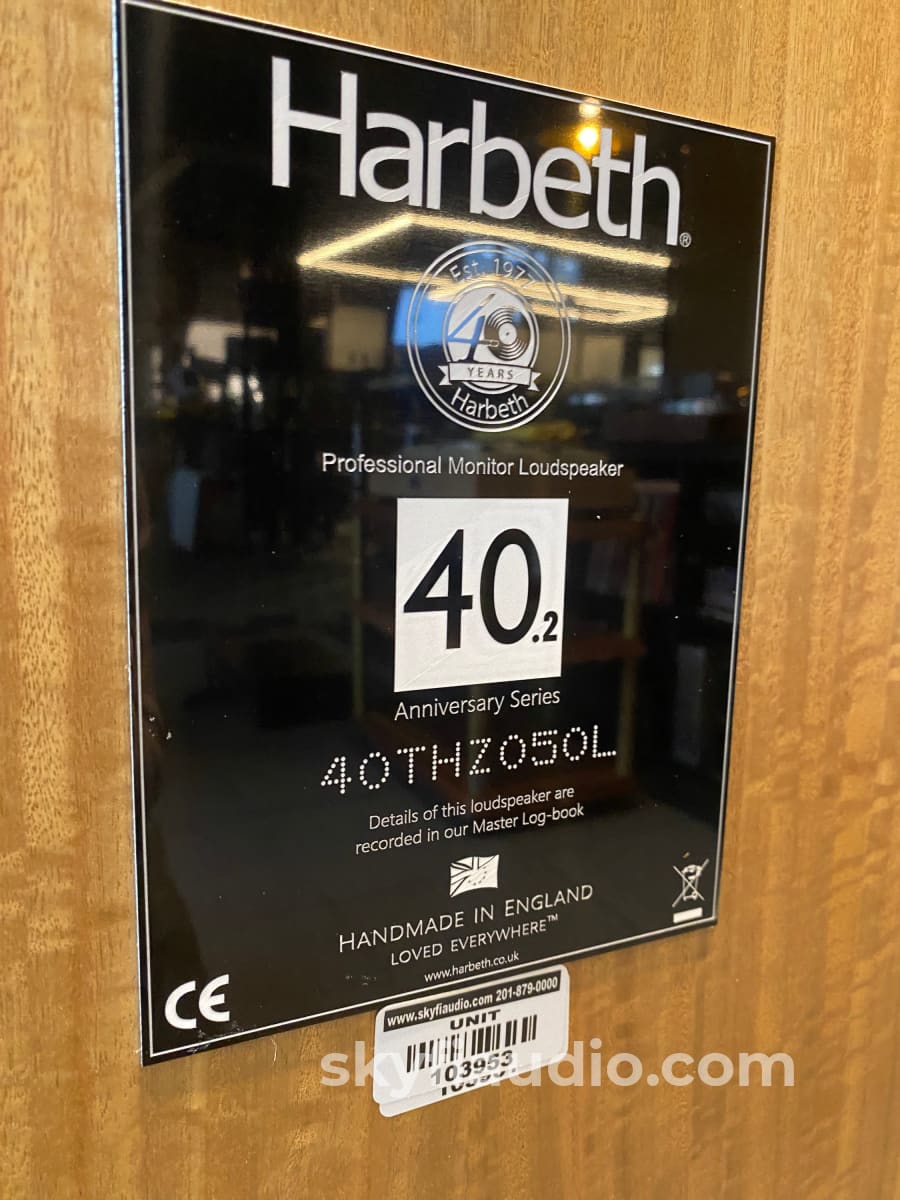 Harbeth®
Est. 1977
40
YEARS
Harbeth
Professional Monitor Loudspeaker
40.2
Anniversary Series
40THZ050L
Details of this loudspeaker are
recorded in our Master Log-book
HANDMADE IN ENGLAND
LOVED EVERYWHERE™
www.harbeth.co.uk
CE
www.skyfiaudio.com 201-879-0000
UNIT
103953
skyfiaudio.com